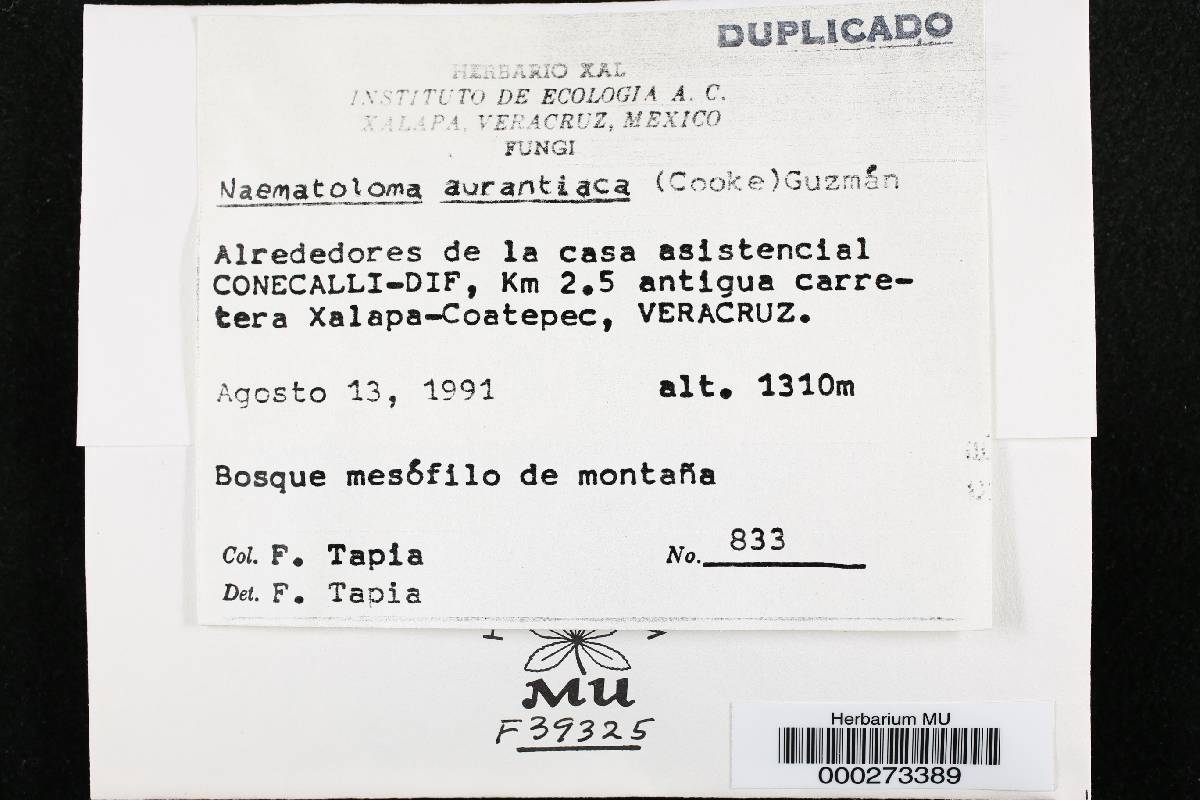 DUPLICADO
HERBARIO XAL
INSTITUTO DE ECOLOGIA A. C.
XALAPA, VERACRUZ, MEXICO
FUNGI
Naematoloma aurantiaca (Cooke)Guzmán
Alrededores de la casa asistencial
CONECALLI-DIF, Km 2.5 antigua carre-
tera Xalapa-Coatepec, VERACRUZ.
Agosto 13, 1991 alt. 1310m
Bosque mesófilo de montaña
Col. F. Tapia No. 833
Det. F. Tapia
MU
F39325
Herbarium MU
000273389